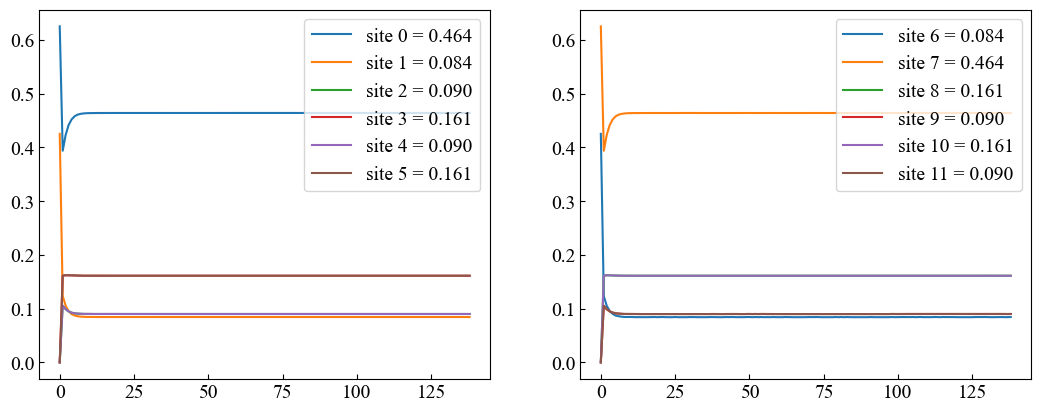 0.6
0.5
0.4
0.3
0.2
0.1
0.0
0 25 50 75 100 125
site 0 = 0.464
site 1 = 0.084
site 2 = 0.090
site 3 = 0.161
site 4 = 0.090
site 5 = 0.161
0.6
0.5
0.4
0.3
0.2
0.1
0.0
0 25 50 75 100 125
site 6 = 0.084
site 7 = 0.464
site 8 = 0.161
site 9 = 0.090
site 10 = 0.161
site 11 = 0.090